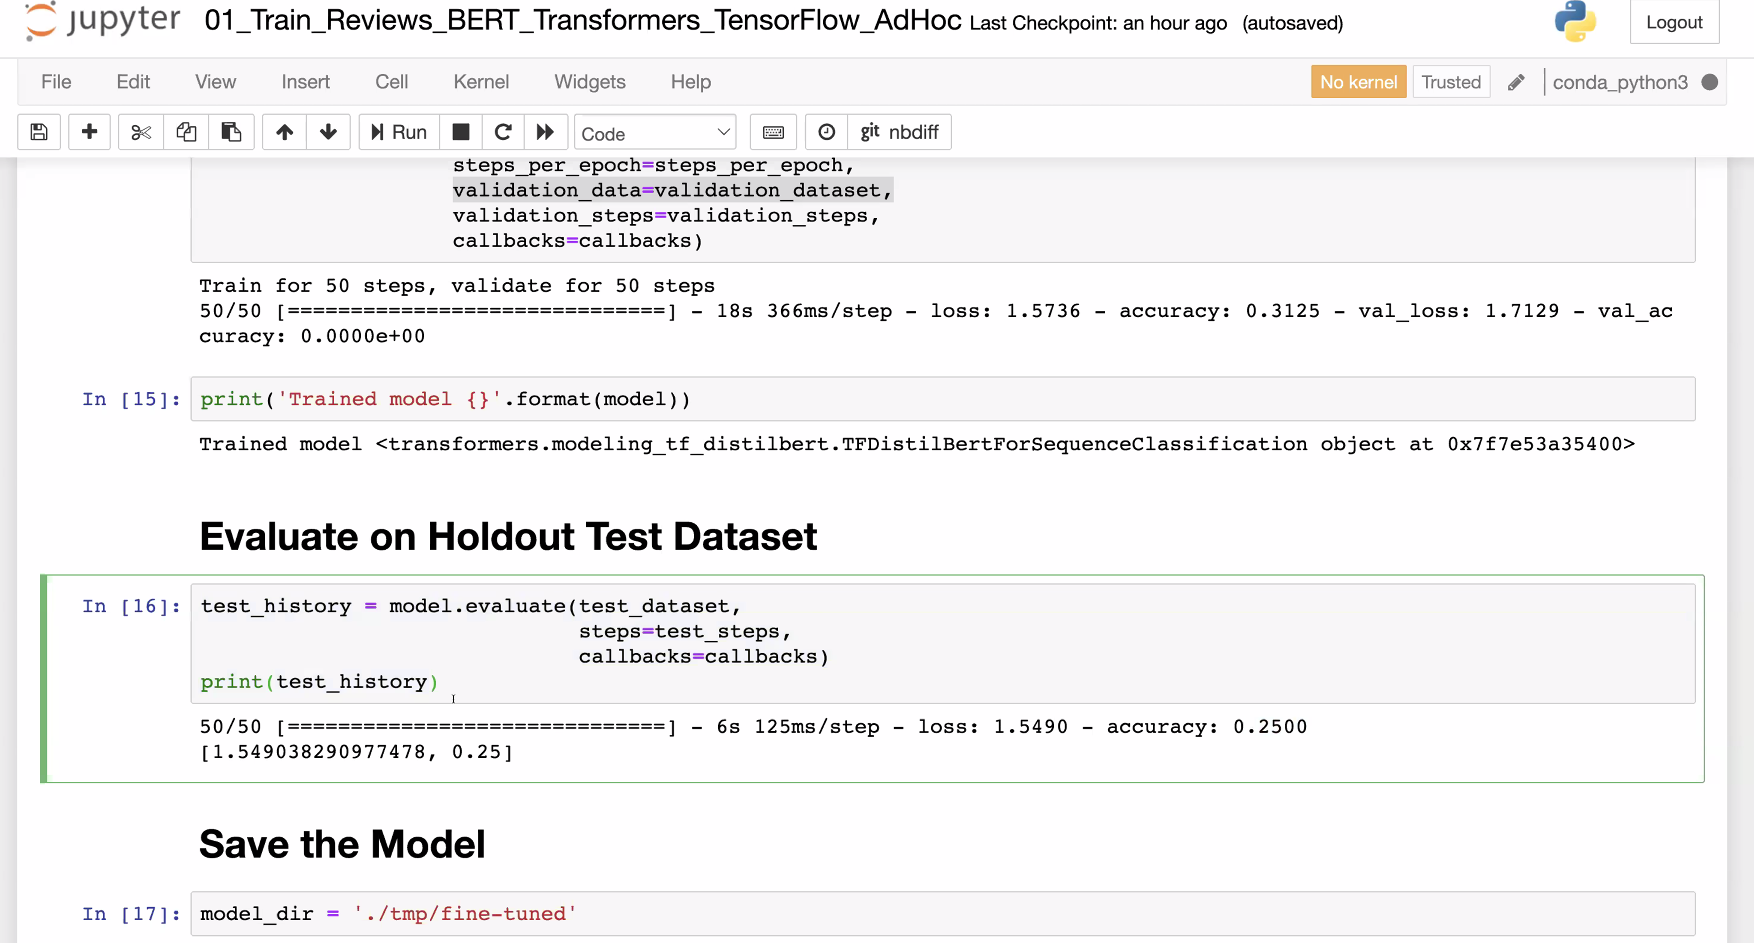 jupyter 01_Train_Reviews_BERT_Transformers_TensorFlow_AdHoc Last Checkpoint: an hour ago (autosaved) Logout
File Edit View Insert Cell Kernel Widgets Help No kernel Trusted conda_python3
Run Code git nbdiff
steps_per_epoch=steps_per_epoch,
validation_data=validation_dataset,
validation_steps=validation_steps,
callbacks=callbacks)
Train for 50 steps, validate for 50 steps
50/50 [==============================] - 18s 366ms/step - loss: 1.5736 - accuracy: 0.3125 - val_loss: 1.7129 - val_ac
curacy: 0.0000e+00
In [15]: print('Trained model {}'.format(model))
Trained model <transformers.modeling_tf_distilbert.TFDistilBertForSequenceClassification object at 0x7f7e53a35400>
Evaluate on Holdout Test Dataset
In [16]: test_history = model.evaluate(test_dataset,
steps=test_steps,
callbacks=callbacks)
print(test_history)
50/50 [==============================] - 6s 125ms/step - loss: 1.5490 - accuracy: 0.2500
[1.549038290977478, 0.25]
Save the Model
In [17]: model_dir = './tmp/fine-tuned'